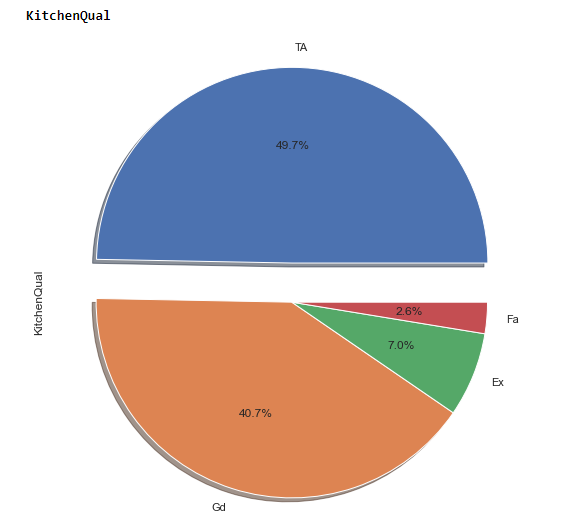 KitchenQual
TA
49.7%
KitchenQual
2.6%
Fa
7.0%
Ex
40.7%
Gd